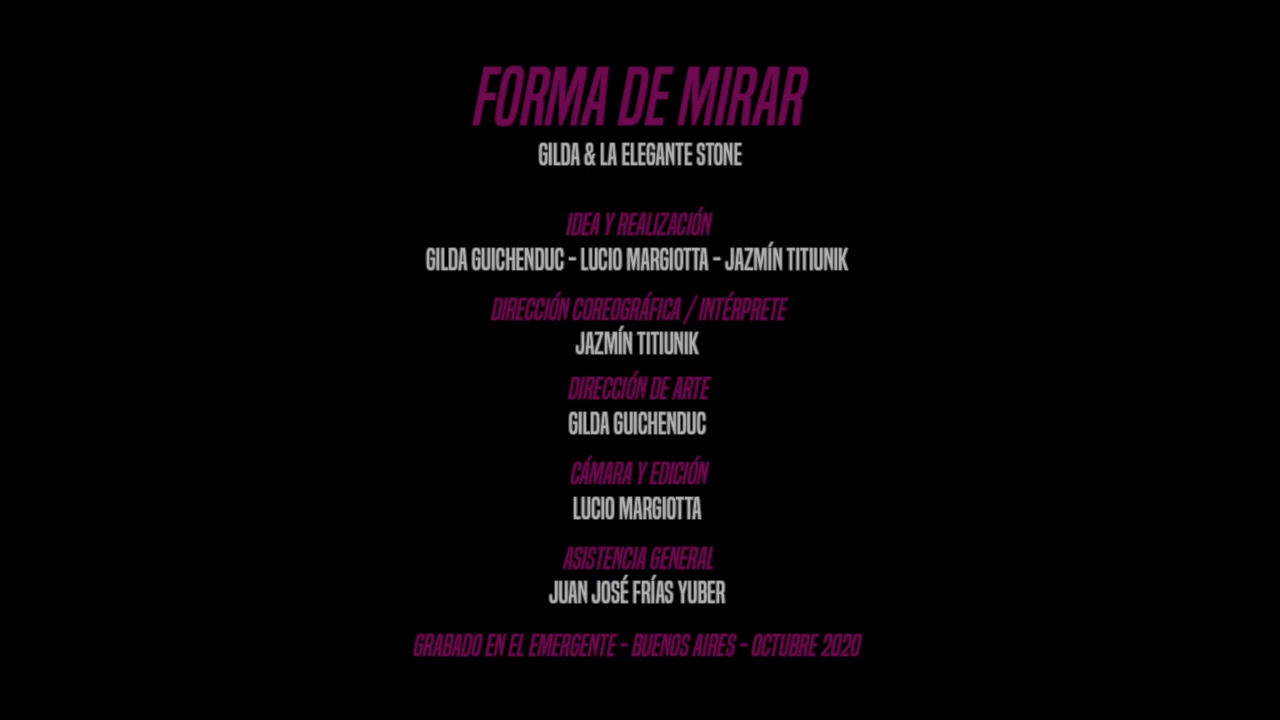 FORMA DE MIRAR
GILDA & LA ELEGANTE STONE
IDEA Y REALIZACIÓN
GILDA GUICHENDUC - LUCIO MARGIOTTA - JAZMÍN TITIUNIK
DIRECCIÓN COREOGRÁFICA / INTÉRPRETE
JAZMÍN TITIUNIK
DIRECCIÓN DE ARTE
GILDA GUICHENDUC
CÁMARA Y EDICIÓN
LUCIO MARGIOTTA
ASISTENCIA GENERAL
JUAN JOSÉ FRÍAS YUBER
GRABADO EN EL EMERGENTE - BUENOS AIRES - OCTUBRE 2020